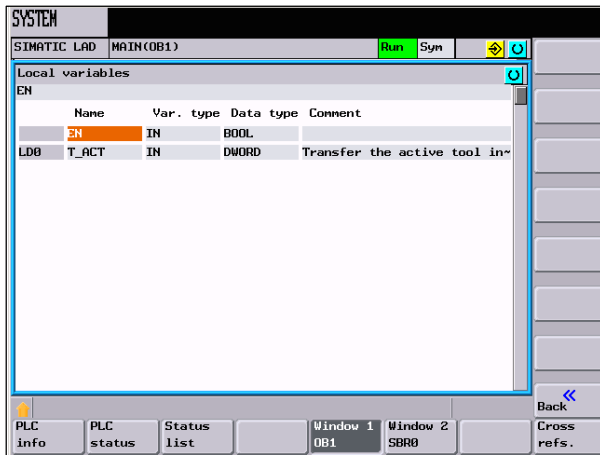 SYSTEM
SIMATIC LAD MAIN(OB1) Run Sym
Local variables
EN
Name Var. type Data type Comment
EN IN BOOL
LD0 T_ACT IN DWORD Transfer the active tool in~
Back
PLC info PLC status Status list Window 1 OB1 Window 2 SBR0 Cross refs.